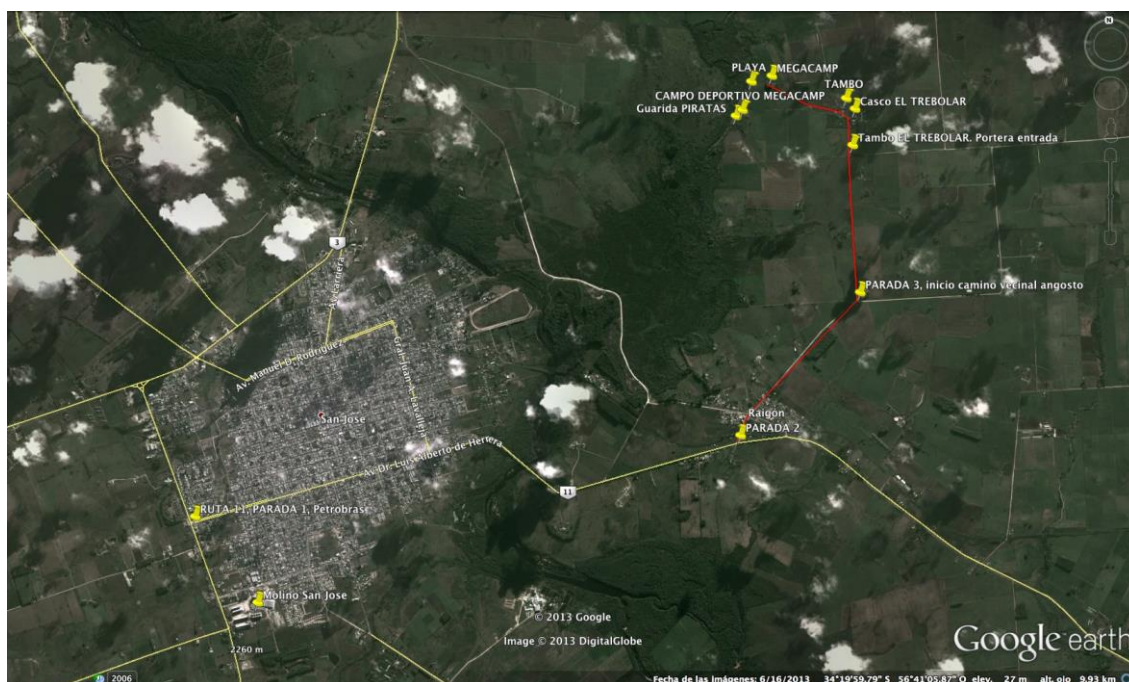 N
PLAYA
MEGACAMP
CAMPO DEPORTIVO MEGACAMP
TAMBO
Guarida PIRATAS
Casco EL TREBOLAR
Tambo EL TREBOLAR. Portera entrada
3
PARADA 3, inicio camino vecinal angosto
Av. Manuel D. Rodriguez
Raigon
San Jose
PARADA 2
Av Dr. Luis Alberto de Herrera
11
RUTA 11, PARADA 1, Petrobrase
Molino San Jose
© 2013 Google
Image © 2013 DigitalGlobe
Google earth
2260 m
2006
Fecha de las imágenes: 6/16/2013 34°19'59.79" S 56°41'05.87" O elev. 27 m alt. ojo 9.93 km